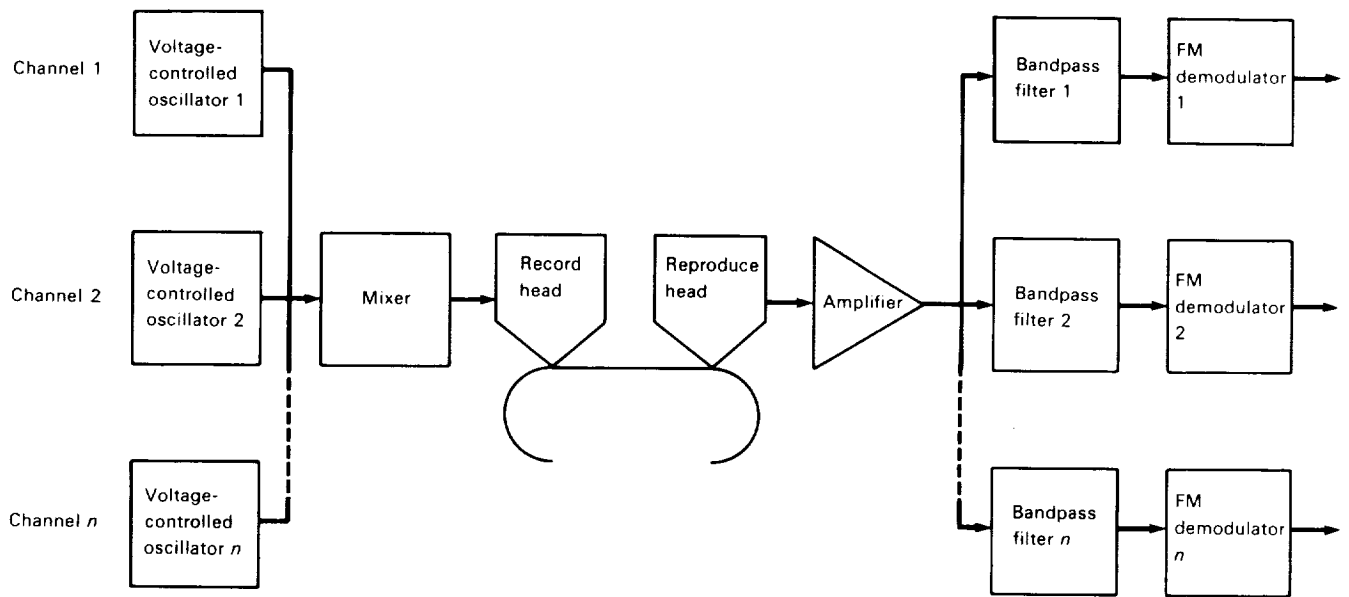 Channel 1
Voltage-
controlled
oscillator 1
Bandpass
filter 1
FM
demodulator
1
Channel 2
Voltage-
controlled
oscillator 2
Mixer
Record
head
Reproduce
head
Amplifier
Bandpass
filter 2
FM
demodulator
2
Channel n
Voltage-
controlled
oscillator n
Bandpass
filter n
FM
demodulator
n